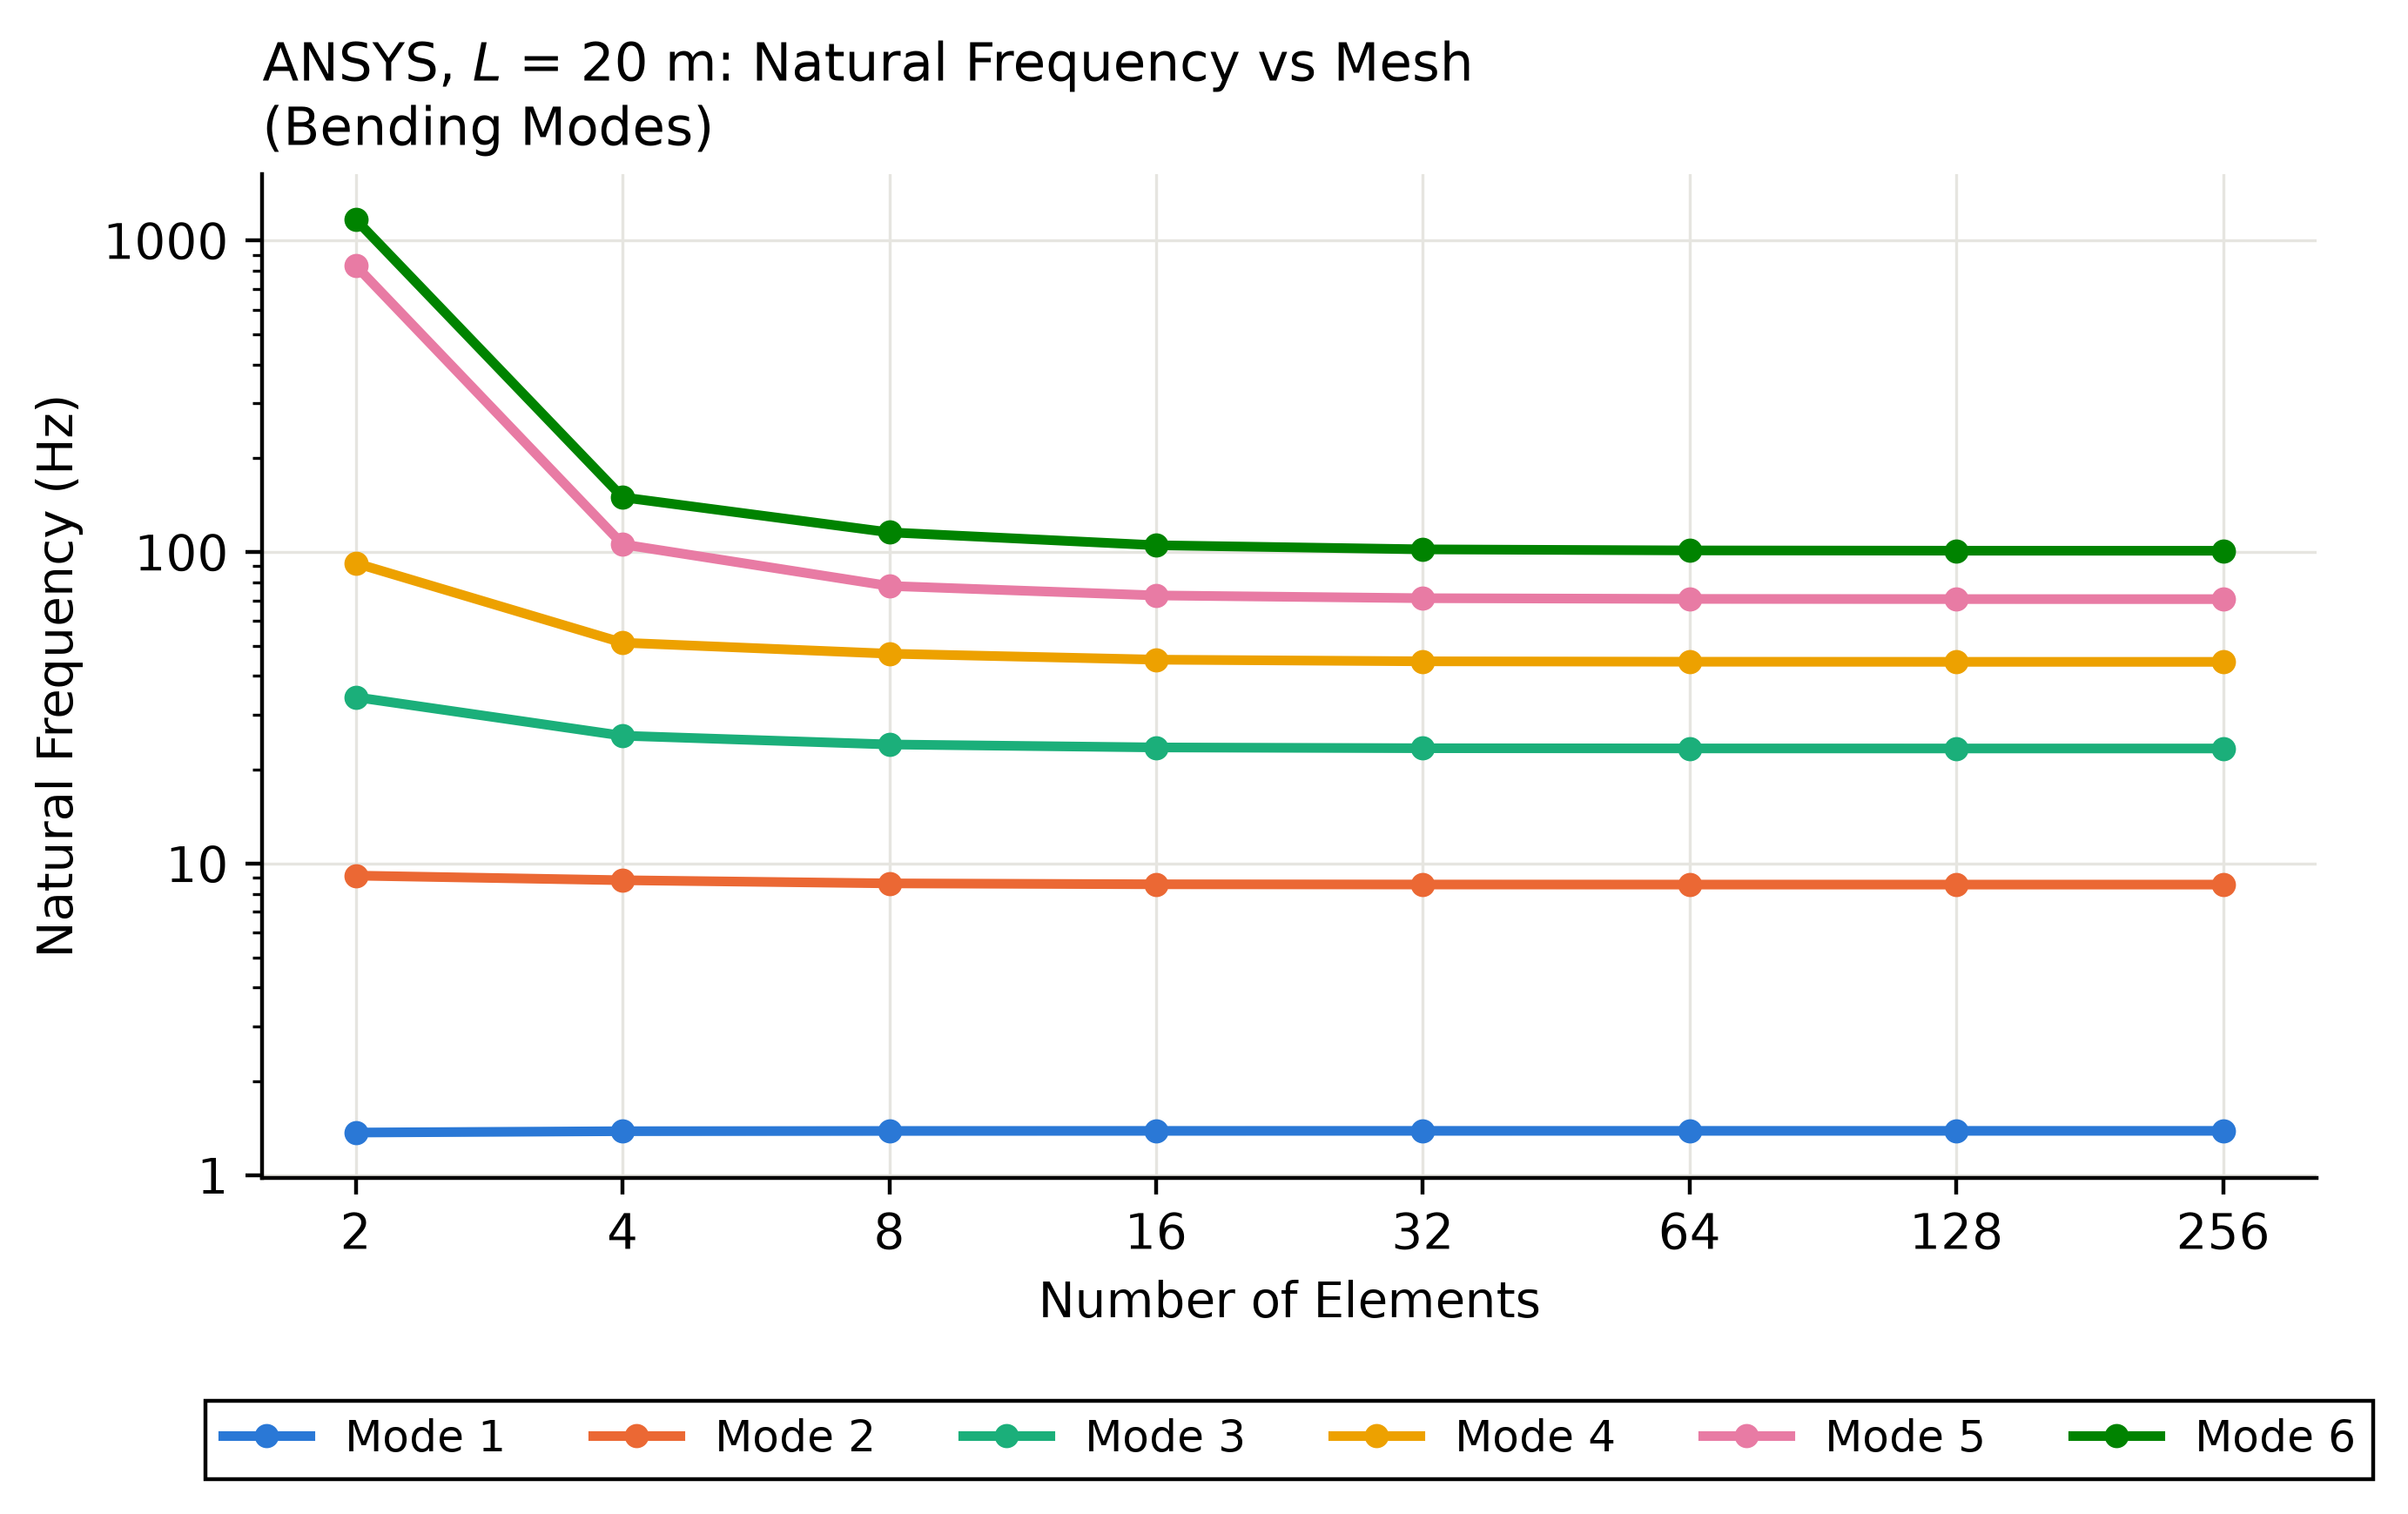 ANSYS, L = 20 m: Natural Frequency vs Mesh
(Bending Modes)
Natural Frequency (Hz)
1000
100
10
1
2 4 8 16 32 64 128 256
Number of Elements
Mode 1 Mode 2 Mode 3 Mode 4 Mode 5 Mode 6